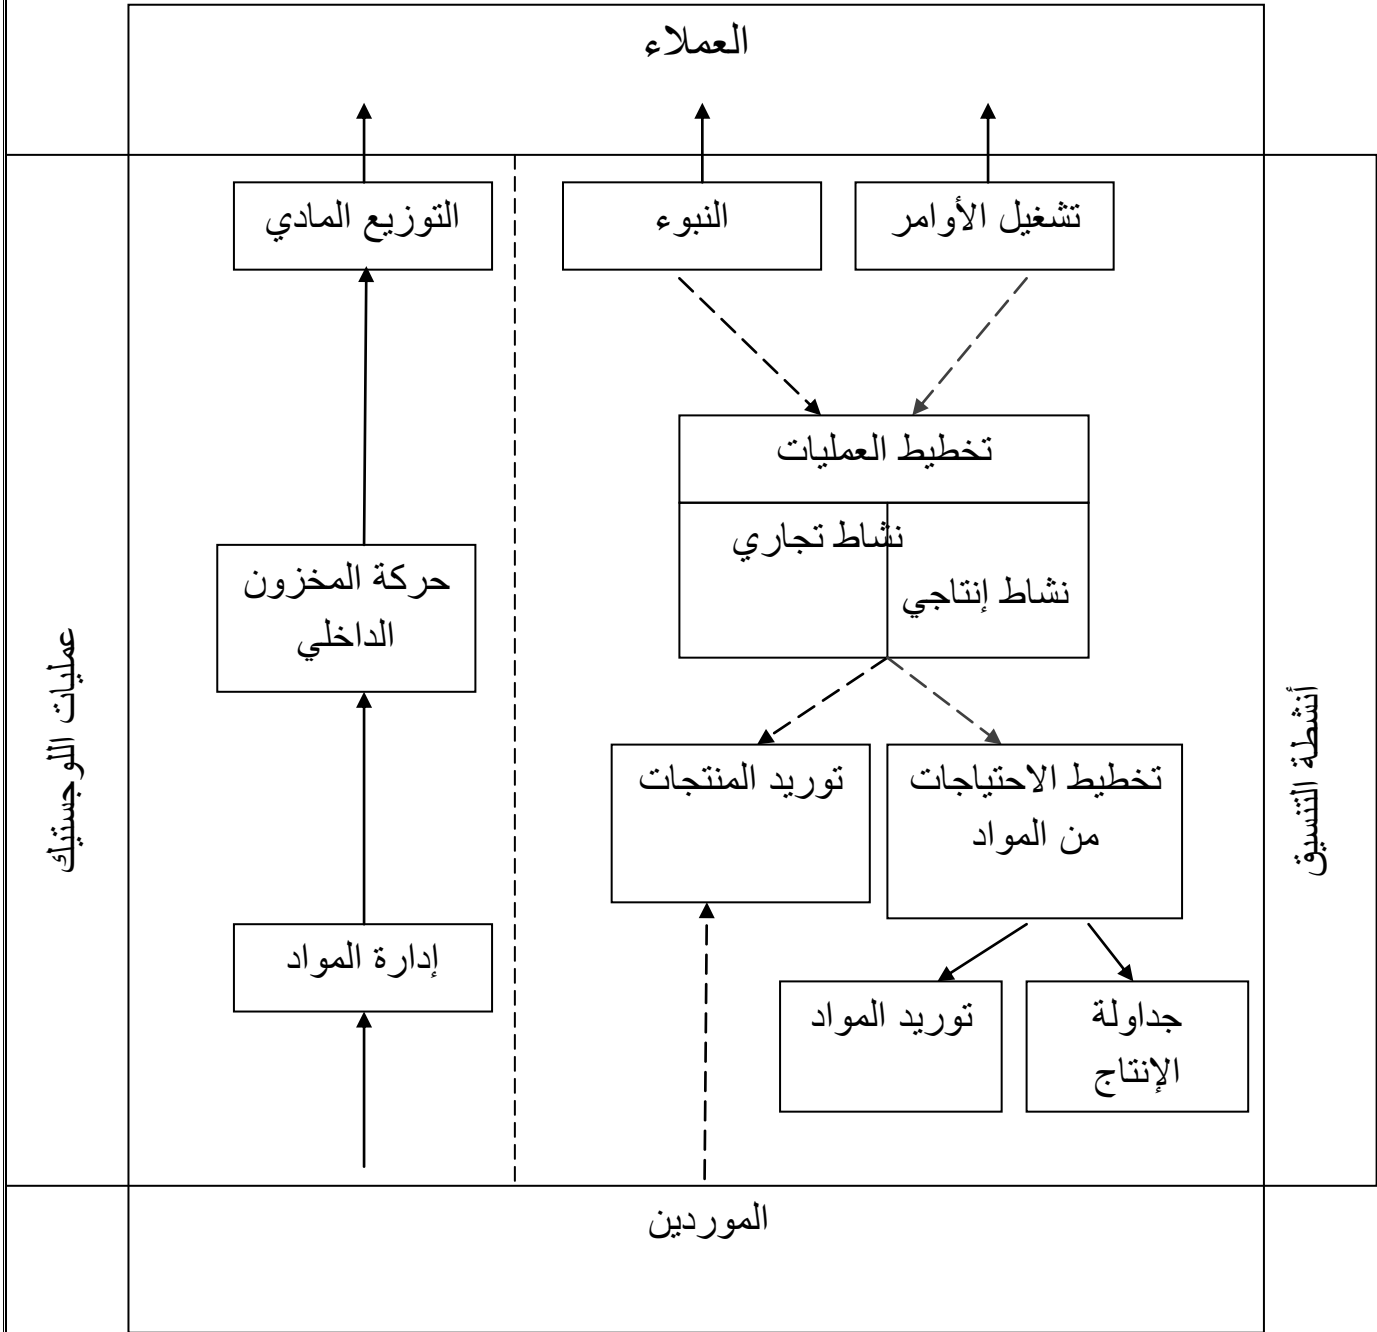 العملاء
تشغيل الأوامر
النبوء
التوزيع المادي
تخطيط العمليات
نشاط تجاري
نشاط إنتاجي
حركة المخزون
الداخلي
أنشطة التنسيق
عمليات اللوجستيك
تخطيط الاحتياجات
من المواد
توريد المنتجات
إدارة المواد
جداولة
الإنتاج
توريد المواد
الموردين